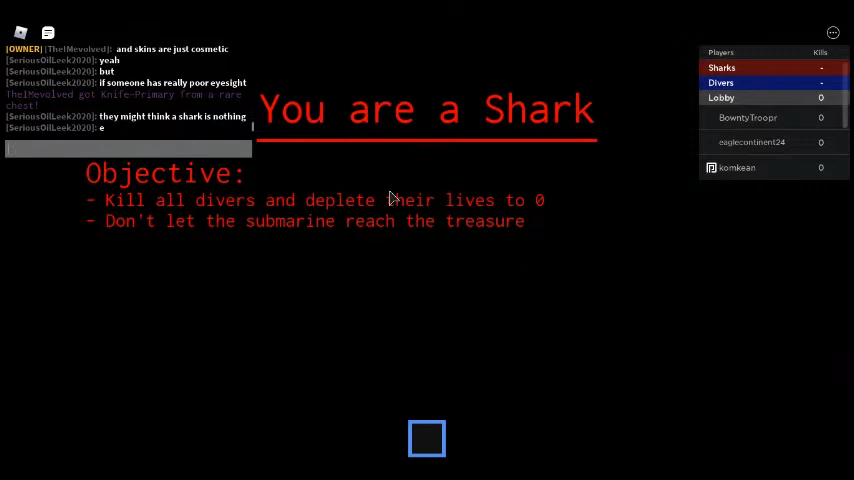 [OWNER] [TheIMevolved]: and skins are just cosmetic
[SeriousOilLeek2020]: yeah
[SeriousOilLeek2020]: but
[SeriousOilLeek2020]: if someone has really poor eyesight
TheIMevolved got Knife-Primary from a rare
chest!
[SeriousOilLeek2020]: they might think a shark is nothing
[SeriousOilLeek2020]: e
You are a Shark
Objective:
- Kill all divers and deplete their lives to 0
- Don't let the submarine reach the treasure
Players Kills
Sharks -
Divers -
Lobby 0
BowntyTroopr 0
eaglecontinent24 0
komkean 0